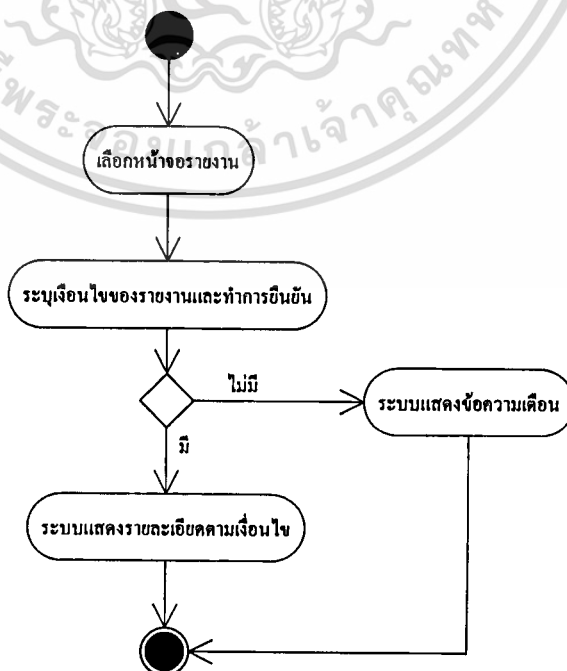 เลือกหน้าจอรายงาน
ระบุเงื่อนไขของรายงานและทำการยืนยัน
ไม่มี
ระบบแสดงข้อความเตือน
มี
ระบบแสดงรายละเอียดตามเงื่อนไข